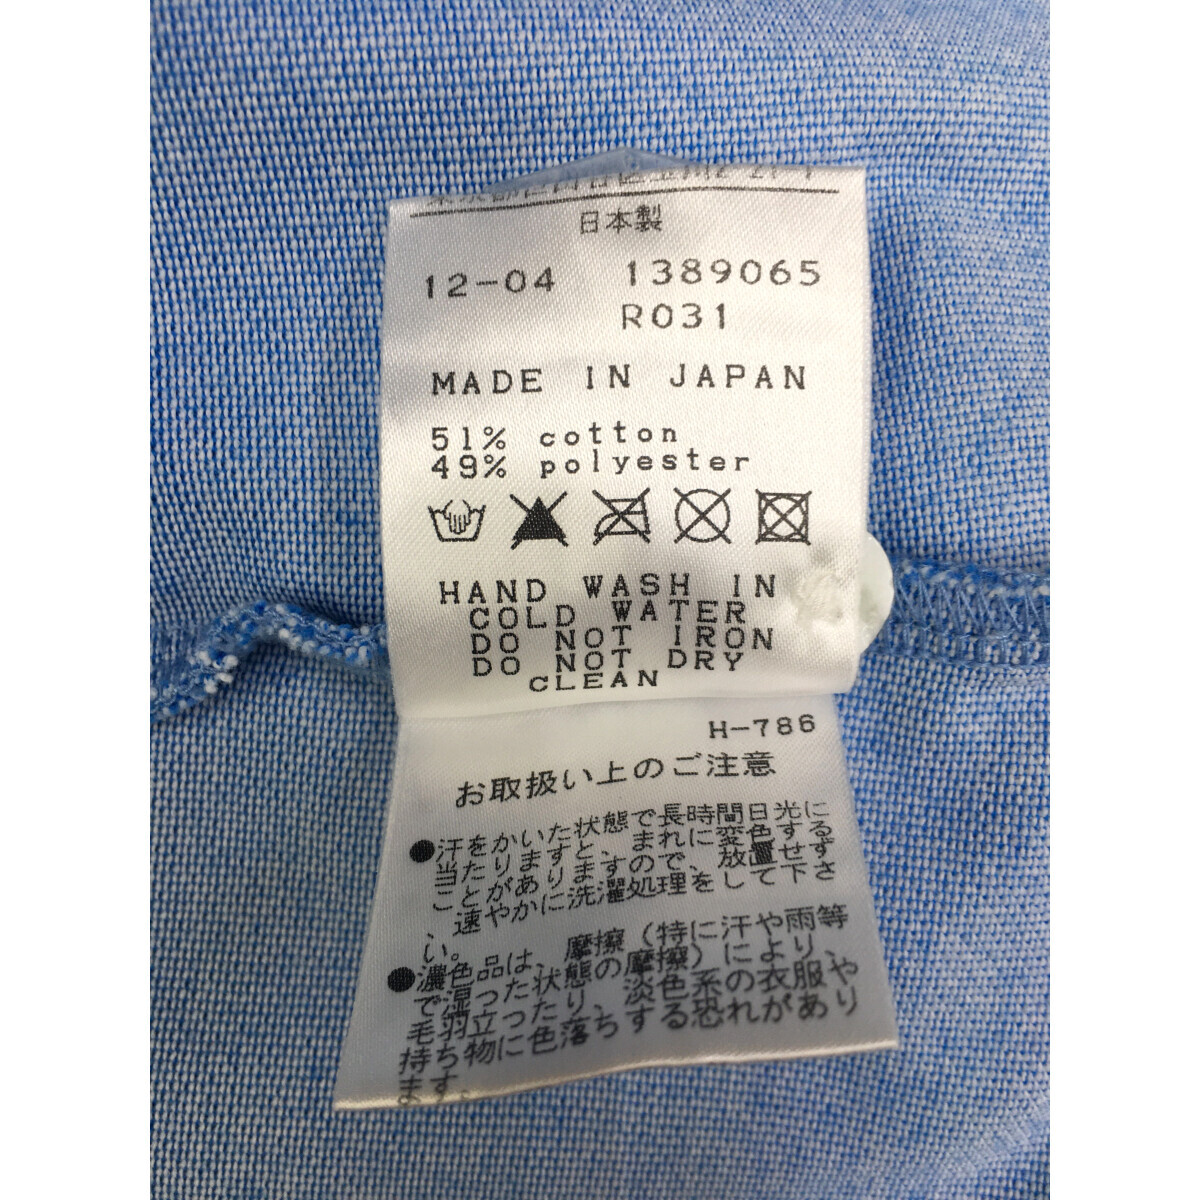 日本製
12-04 1389065
R031
MADE IN JAPAN
51% cotton
49% polyester
HAND WASH IN
COLD WATER
DO NOT IRON
DO NOT DRY
CLEAN
H-786
お取扱い上のご注意
●汗をかいた状態で長時間日光に
当たりますと、まれに変色する
ことがありますので、放置せず
速やかに洗濯処理をして下さ
い。
●濃色品は、摩擦(特に汗や雨等
で湿った状態の摩擦)により、
毛羽立ったり、淡色系の衣服や
持ち物に色落ちする恐れがあり
ます。